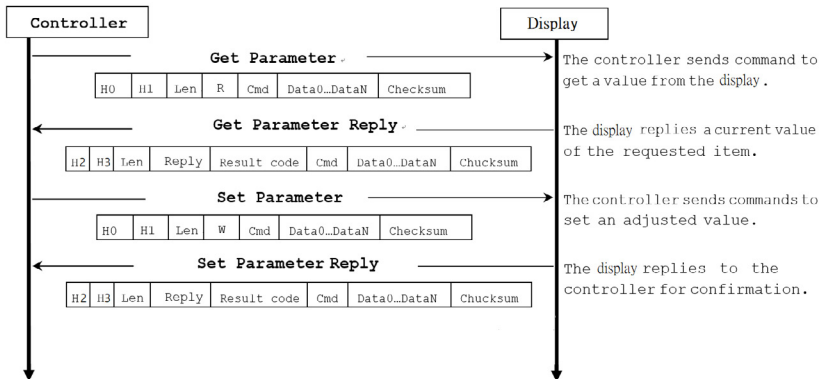 Controller
Display
Get Parameter
The controller sends command to
get a value from the display.
H0 H1 Len R Cmd Data0...DataN Checksum
Get Parameter Reply
The display replies a current value
of the requested item.
H2 H3 Len Reply Result code Cmd Data0...DataN Chucksum
Set Parameter
The controller sends commands to
set an adjusted value.
H0 H1 Len W Cmd Data0...DataN Checksum
Set Parameter Reply
The display replies to the
controller for confirmation.
H2 H3 Len Reply Result code Cmd Data0...DataN Chucksum